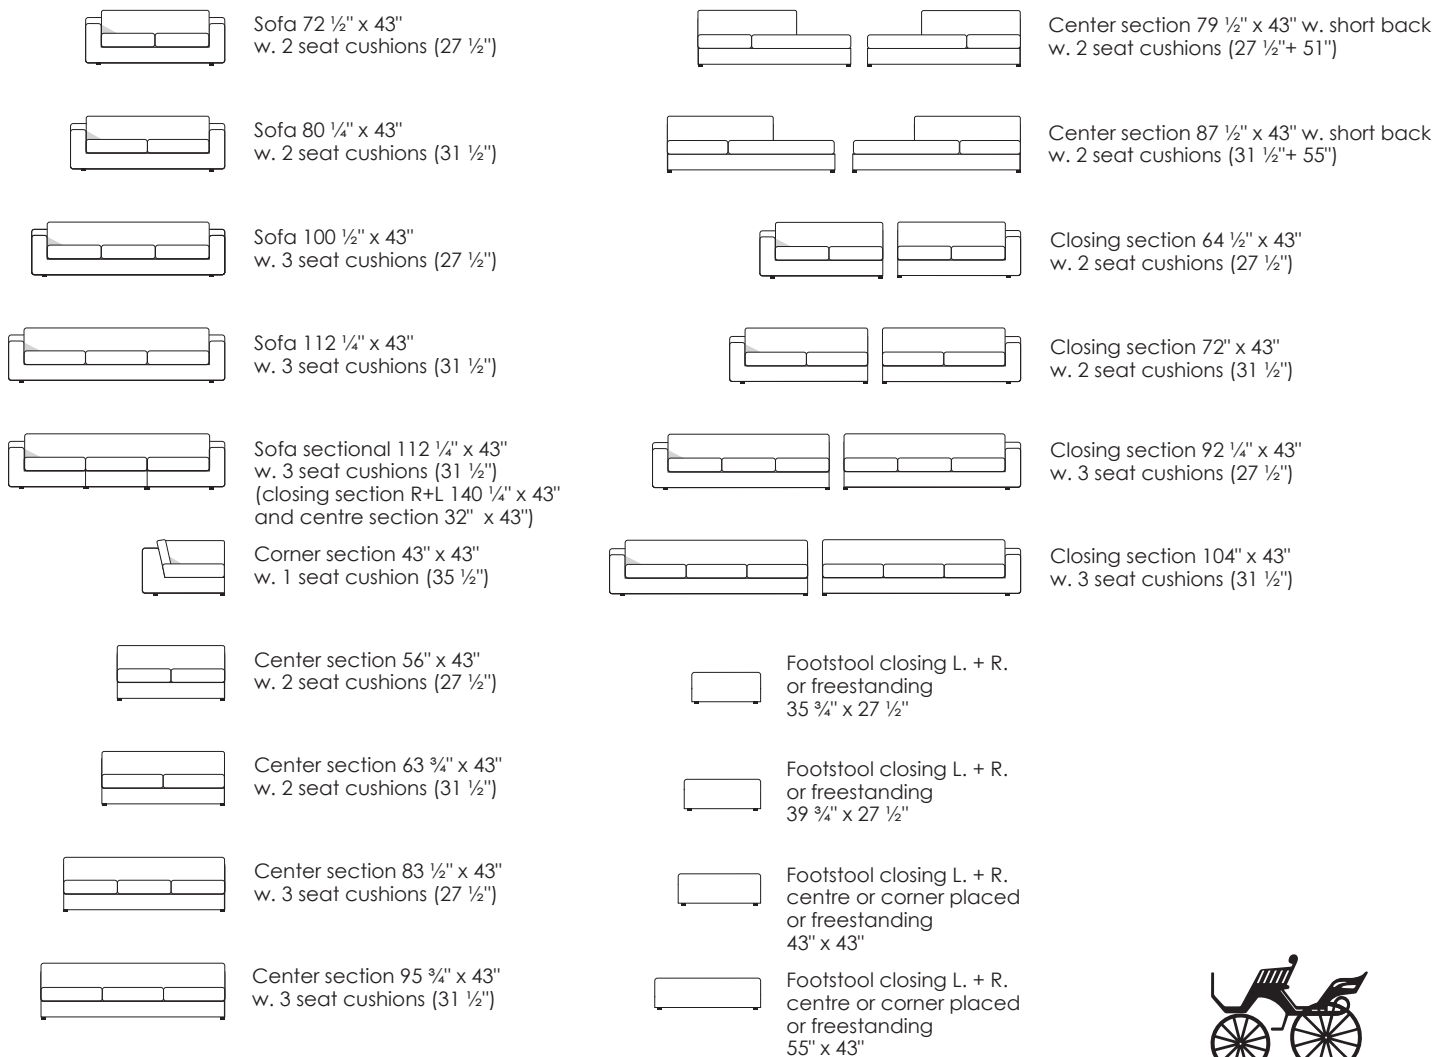 Sofa 72 ½" x 43"
w. 2 seat cushions (27 ½")
Sofa 80 ¼" x 43"
w. 2 seat cushions (31 ½")
Sofa 100 ½" x 43"
w. 3 seat cushions (27 ½")
Sofa 112 ¼" x 43"
w. 3 seat cushions (31 ½")
Sofa sectional 112 ¼" x 43"
w. 3 seat cushions (31 ½")
(closing section R+L 140 ¼" x 43"
and centre section 32" x 43")
Corner section 43" x 43"
w. 1 seat cushion (35 ½")
Center section 56" x 43"
w. 2 seat cushions (27 ½")
Center section 63 ¾" x 43"
w. 2 seat cushions (31 ½")
Center section 83 ½" x 43"
w. 3 seat cushions (27 ½")
Center section 95 ¾" x 43"
w. 3 seat cushions (31 ½")
Center section 79 ½" x 43" w. short back
w. 2 seat cushions (27 ½"+ 51")
Center section 87 ½" x 43" w. short back
w. 2 seat cushions (31 ½"+ 55")
Closing section 64 ½" x 43"
w. 2 seat cushions (27 ½")
Closing section 72" x 43"
w. 2 seat cushions (31 ½")
Closing section 92 ¼" x 43"
w. 3 seat cushions (27 ½")
Closing section 104" x 43"
w. 3 seat cushions (31 ½")
Footstool closing L. + R.
or freestanding
35 ¾" x 27 ½"
Footstool closing L. + R.
or freestanding
39 ¾" x 27 ½"
Footstool closing L. + R.
centre or corner placed
or freestanding
43" x 43"
Footstool closing L. + R.
centre or corner placed
or freestanding
55" x 43"